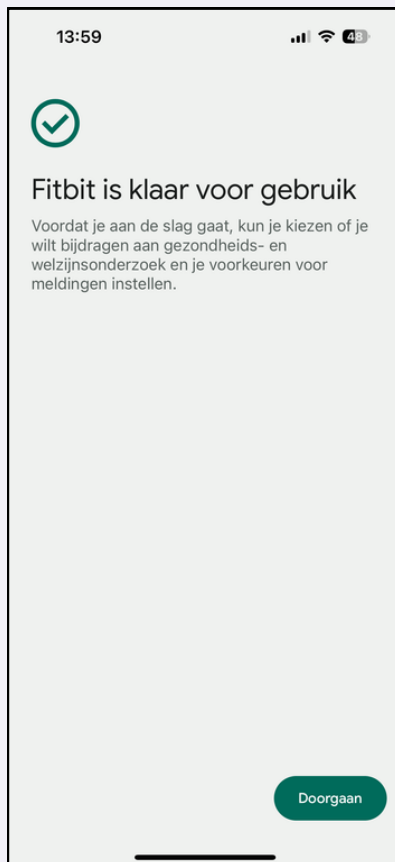 13:59
48
Fitbit is klaar voor gebruik
Voordat je aan de slag gaat, kun je kiezen of je
wilt bijdragen aan gezondheids- en
welzijnsonderzoek en je voorkeuren voor
meldingen instellen.
Doorgaan